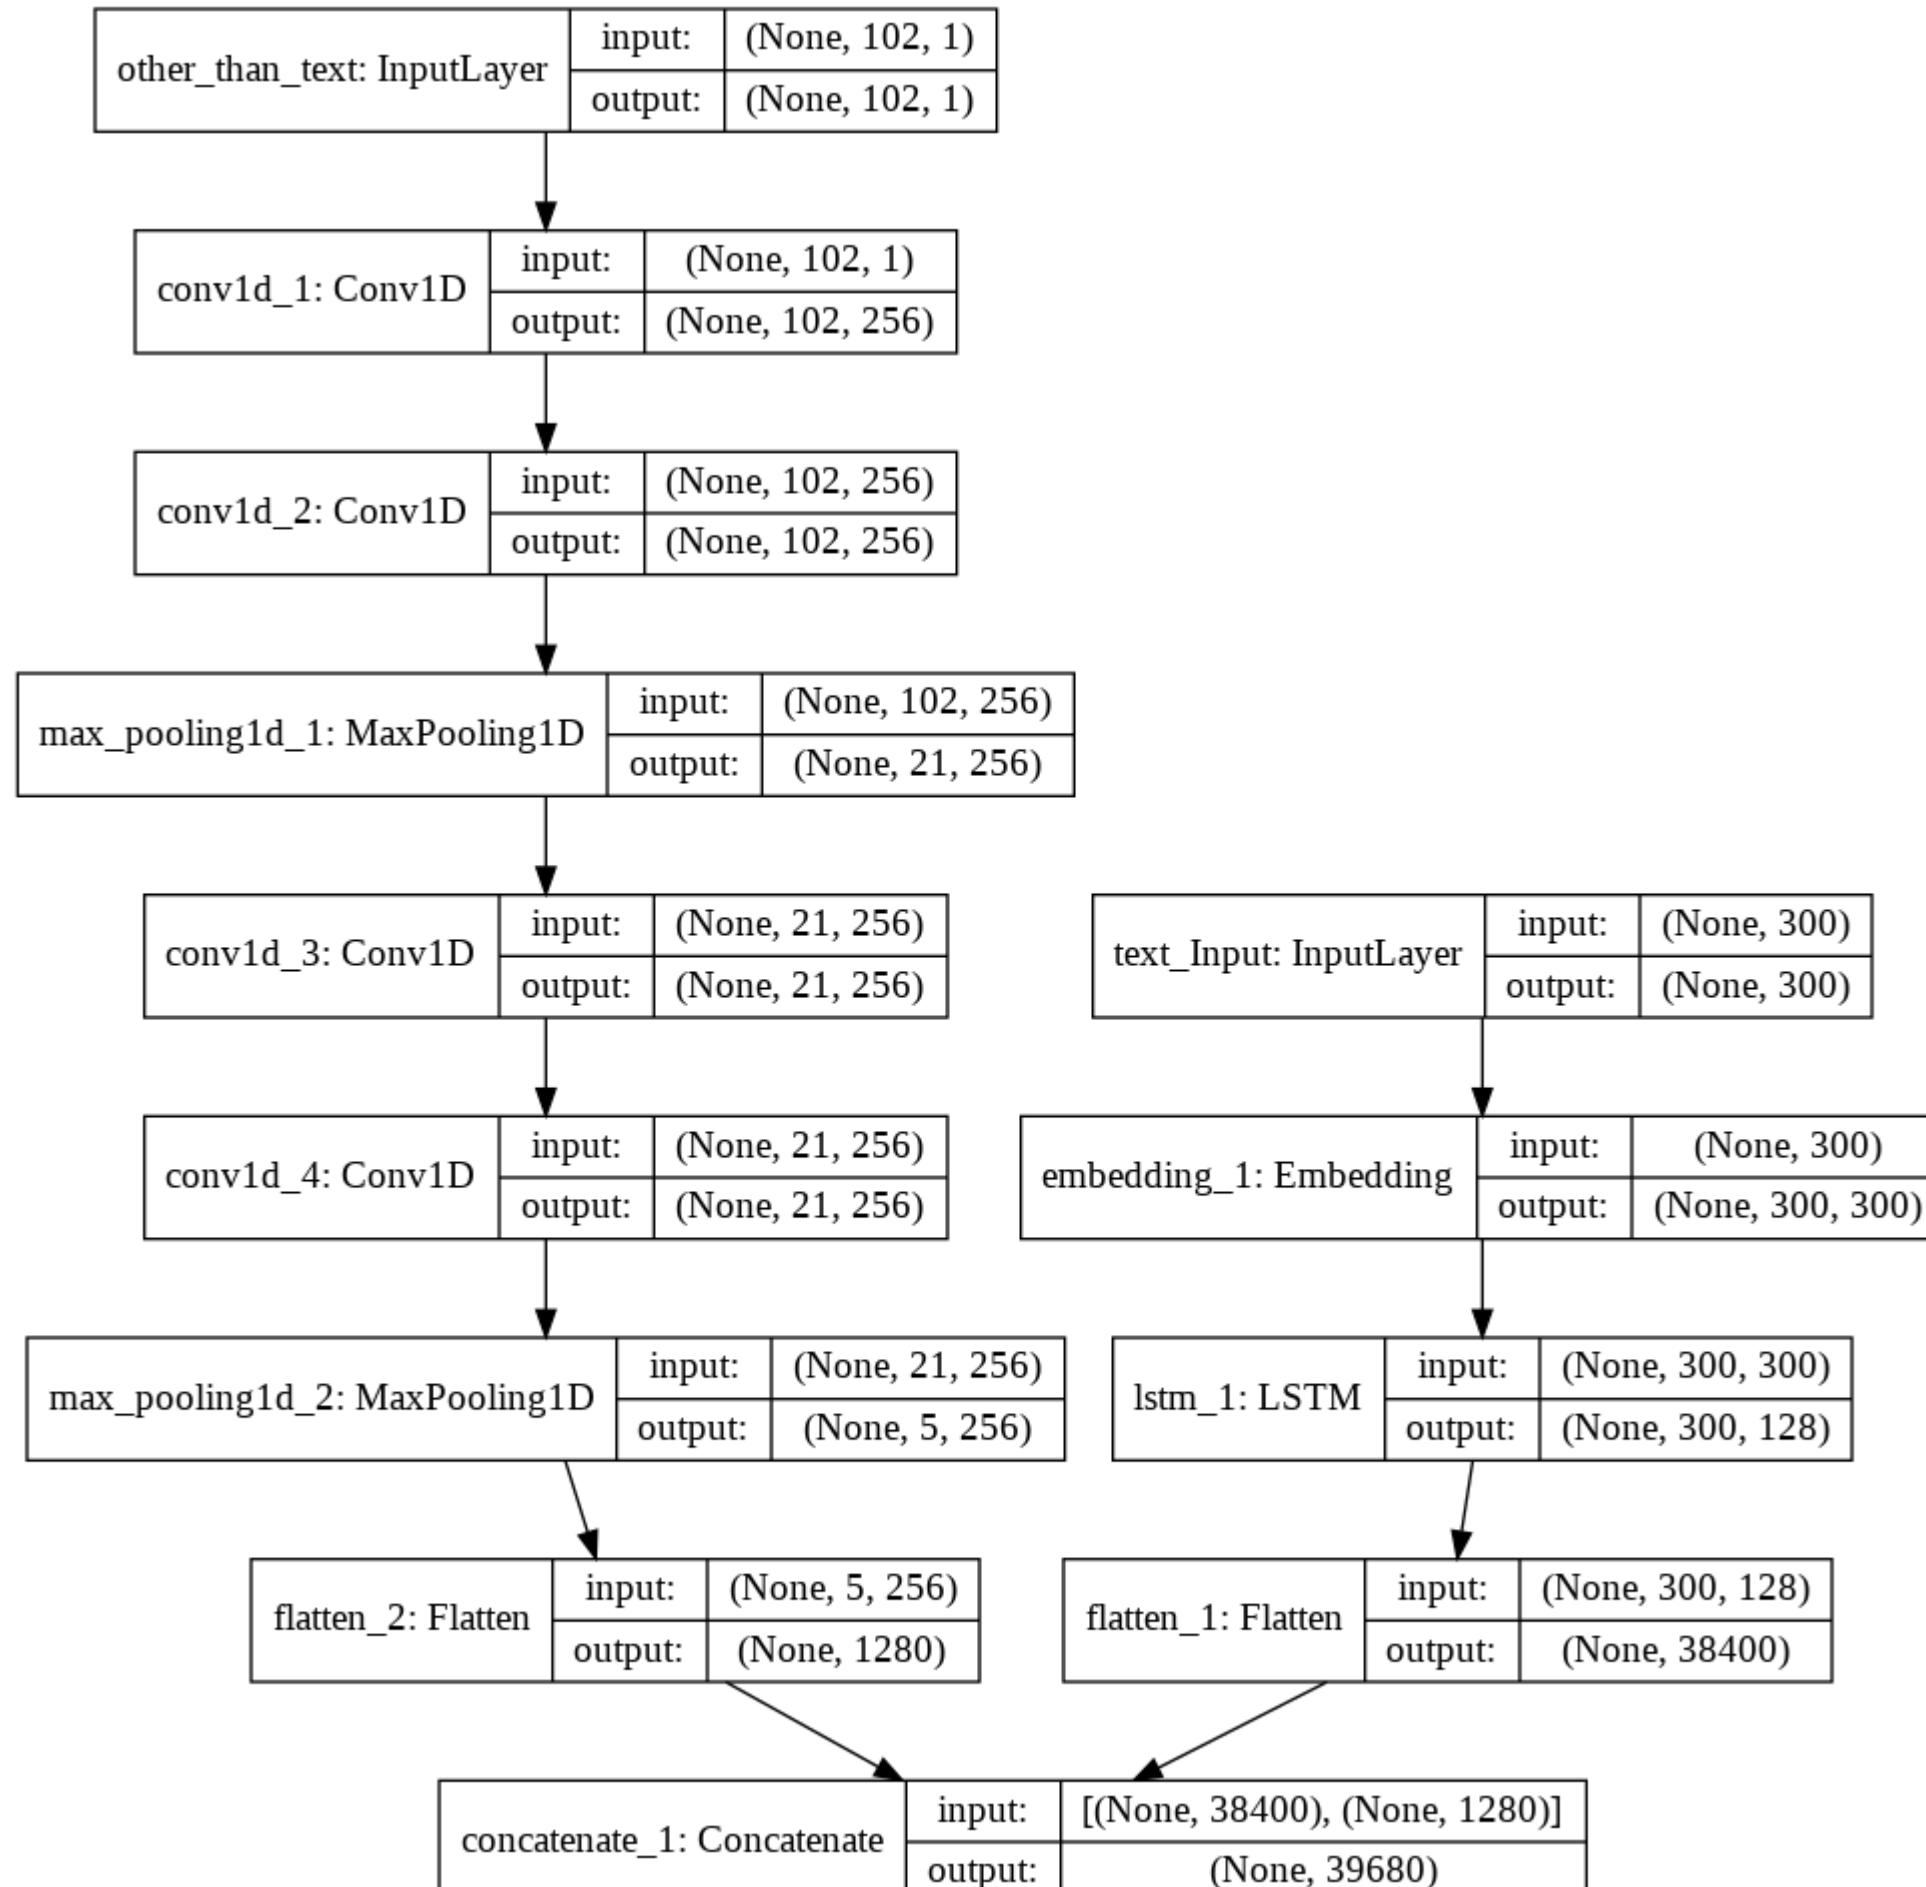 other_than_text: InputLayer
input: (None, 102, 1)
output: (None, 102, 1)
conv1d_1: Conv1D
input: (None, 102, 1)
output: (None, 102, 256)
conv1d_2: Conv1D
input: (None, 102, 256)
output: (None, 102, 256)
max_pooling1d_1: MaxPooling1D
input: (None, 102, 256)
output: (None, 21, 256)
conv1d_3: Conv1D
input: (None, 21, 256)
output: (None, 21, 256)
text_Input: InputLayer
input: (None, 300)
output: (None, 300)
conv1d_4: Conv1D
input: (None, 21, 256)
output: (None, 21, 256)
embedding_1: Embedding
input: (None, 300)
output: (None, 300, 300)
max_pooling1d_2: MaxPooling1D
input: (None, 21, 256)
output: (None, 5, 256)
lstm_1: LSTM
input: (None, 300, 300)
output: (None, 300, 128)
flatten_2: Flatten
input: (None, 5, 256)
output: (None, 1280)
flatten_1: Flatten
input: (None, 300, 128)
output: (None, 38400)
concatenate_1: Concatenate
input: [(None, 38400), (None, 1280)]
output: (None, 39680)